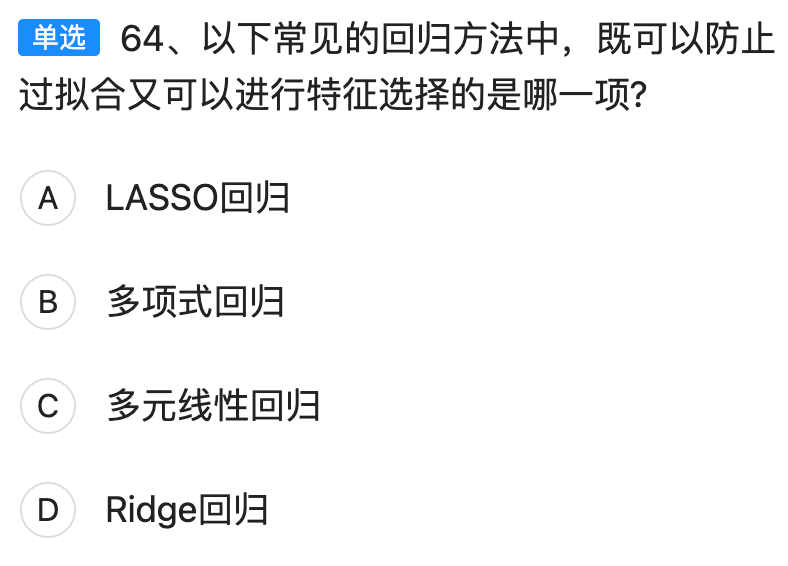 单选 64、以下常见的回归方法中，既可以防止
过拟合又可以进行特征选择的是哪一项?
A LASSO回归
B 多项式回归
C 多元线性回归
D Ridge回归